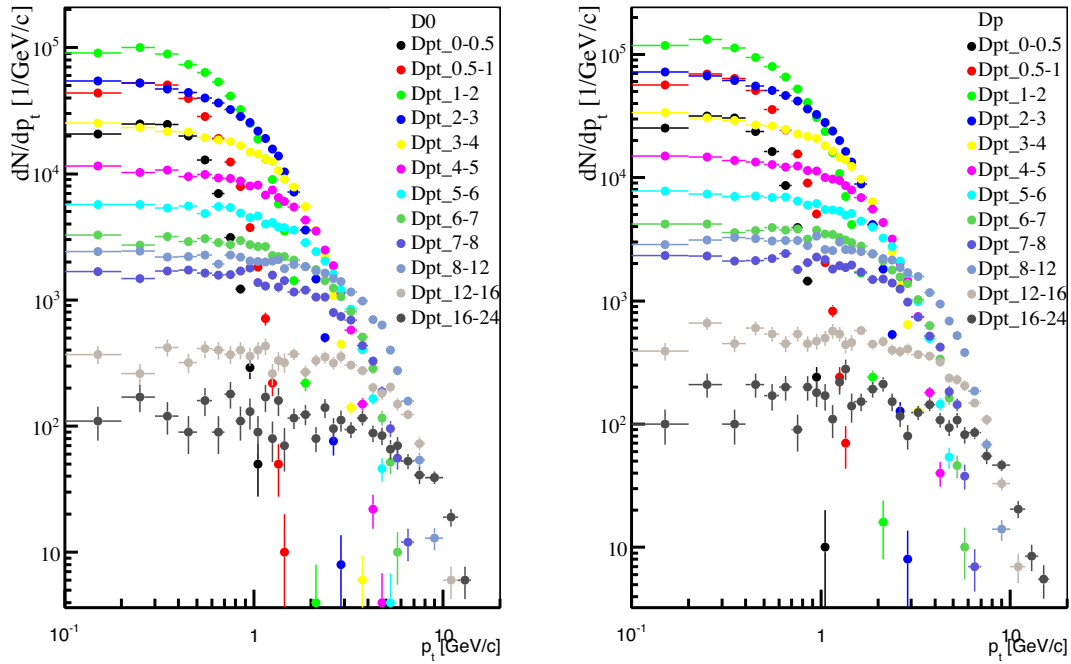 D0
Dpt_0-0.5
Dpt_0.5-1
Dpt_1-2
Dpt_2-3
Dpt_3-4
Dpt_4-5
Dpt_5-6
Dpt_6-7
Dpt_7-8
Dpt_8-12
Dpt_12-16
Dpt_16-24
dN/dp_t [1/GeV/c]
10^5
10^4
10^3
10^2
10
10^-1
1
10
p_t [GeV/c]
Dp
Dpt_0-0.5
Dpt_0.5-1
Dpt_1-2
Dpt_2-3
Dpt_3-4
Dpt_4-5
Dpt_5-6
Dpt_6-7
Dpt_7-8
Dpt_8-12
Dpt_12-16
Dpt_16-24
dN/dp_t [1/GeV/c]
10^5
10^4
10^3
10^2
10
10^-1
1
10
p_t [GeV/c]